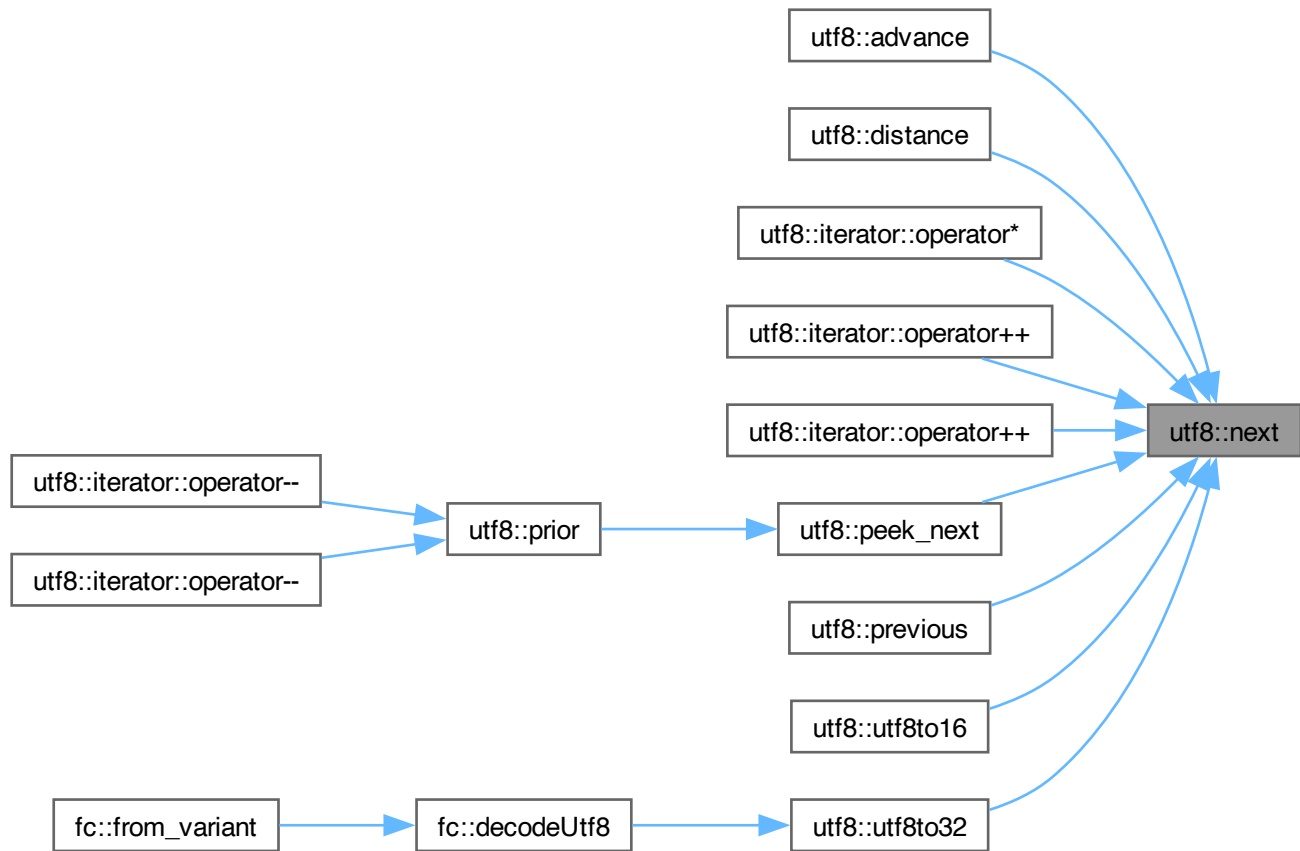 utf8::advance
utf8::distance
utf8::iterator::operator*
utf8::iterator::operator++
utf8::iterator::operator++
utf8::next
utf8::iterator::operator--
utf8::prior
utf8::peek_next
utf8::iterator::operator--
utf8::previous
utf8::utf8to16
fc::from_variant
fc::decodeUtf8
utf8::utf8to32